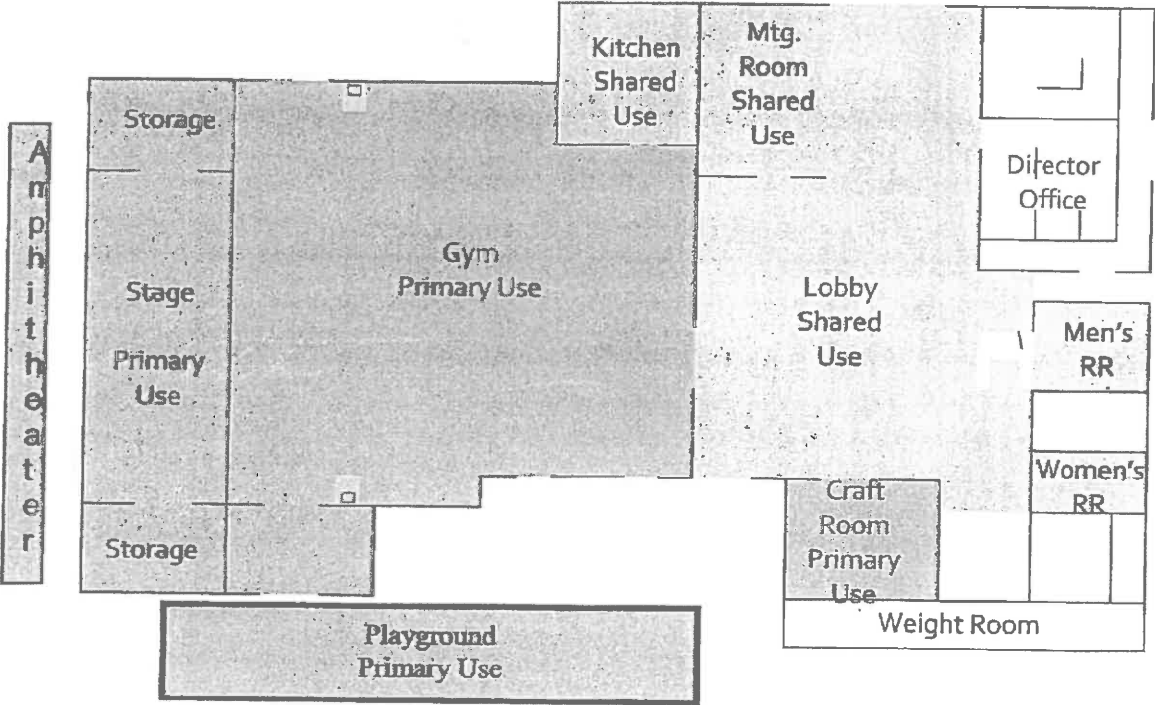 Kitchen
Shared
Use
Mtg.
Room
Shared
Use
Storage
Amphitheater
Director
Office
Gym
Primary Use
Stage
Primary
Use
Lobby
Shared
Use
Men's
RR
Women's
RR
Craft
Room
Primary
Use
Storage
Weight Room
Playground
Primary Use